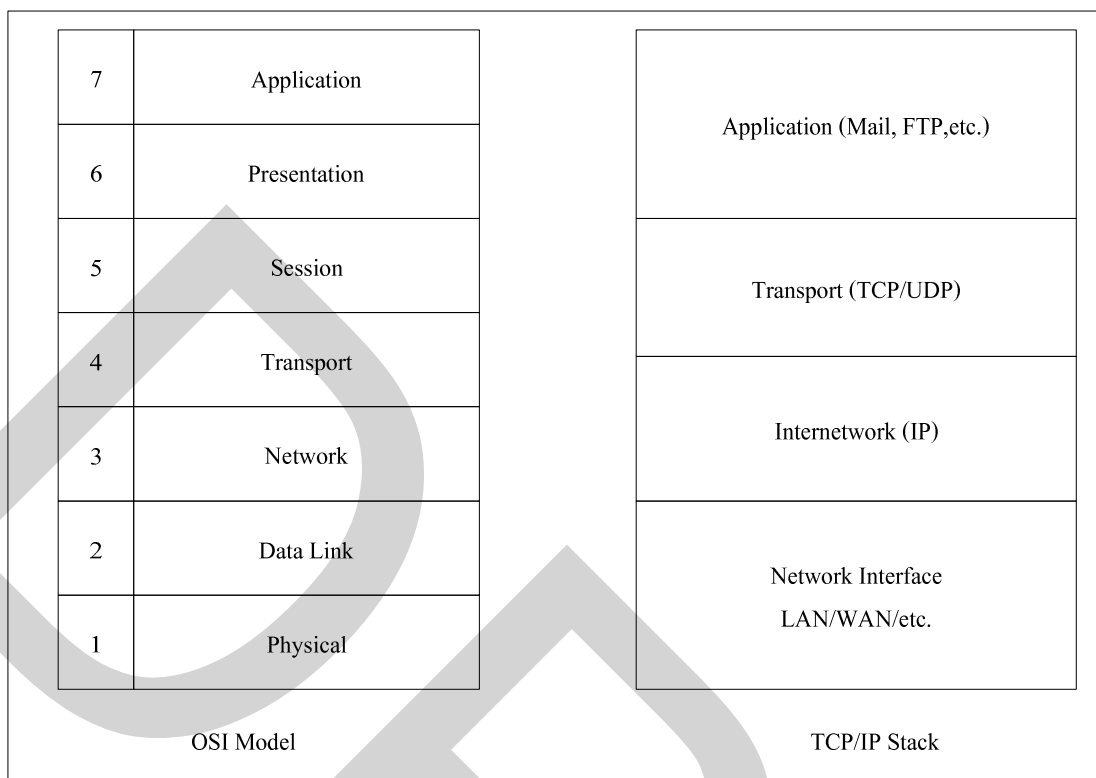 7 Application
6 Presentation
5 Session
4 Transport
3 Network
2 Data Link
1 Physical
OSI Model
Application (Mail, FTP,etc.)
Transport (TCP/UDP)
Internetwork (IP)
Network Interface
LAN/WAN/etc.
TCP/IP Stack